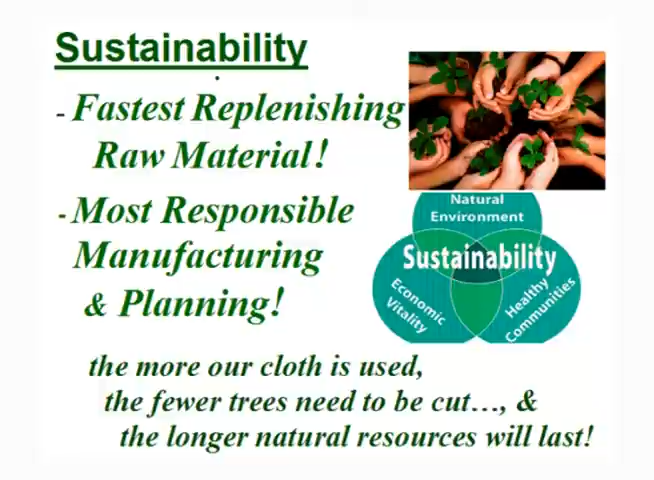 Sustainability
- Fastest Replenishing
Raw Material!
- Most Responsible
Manufacturing
& Planning!
Natural
Environment
Sustainability
Economic
Vitality
Healthy
Communities
the more our cloth is used,
the fewer trees need to be cut..., &
the longer natural resources will last!